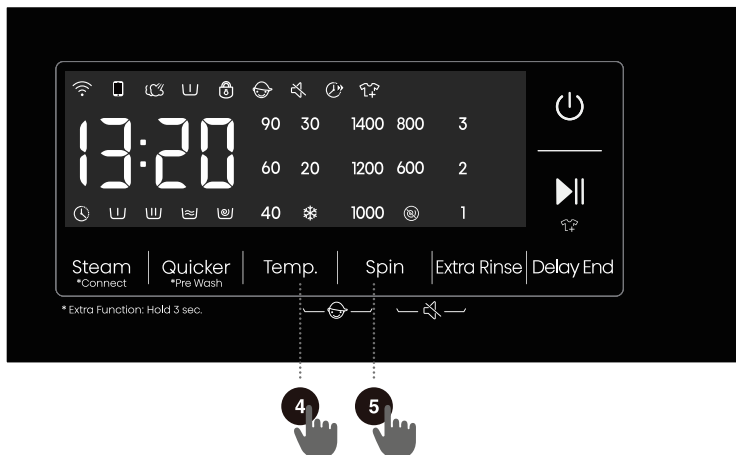 13:20
90 30 1400 800 3
60 20 1200 600 2
40 1000 1
Steam Quicker Temp. Spin Extra Rinse Delay End
*Connect *Pre Wash
* Extra Function: Hold 3 sec.
4 5